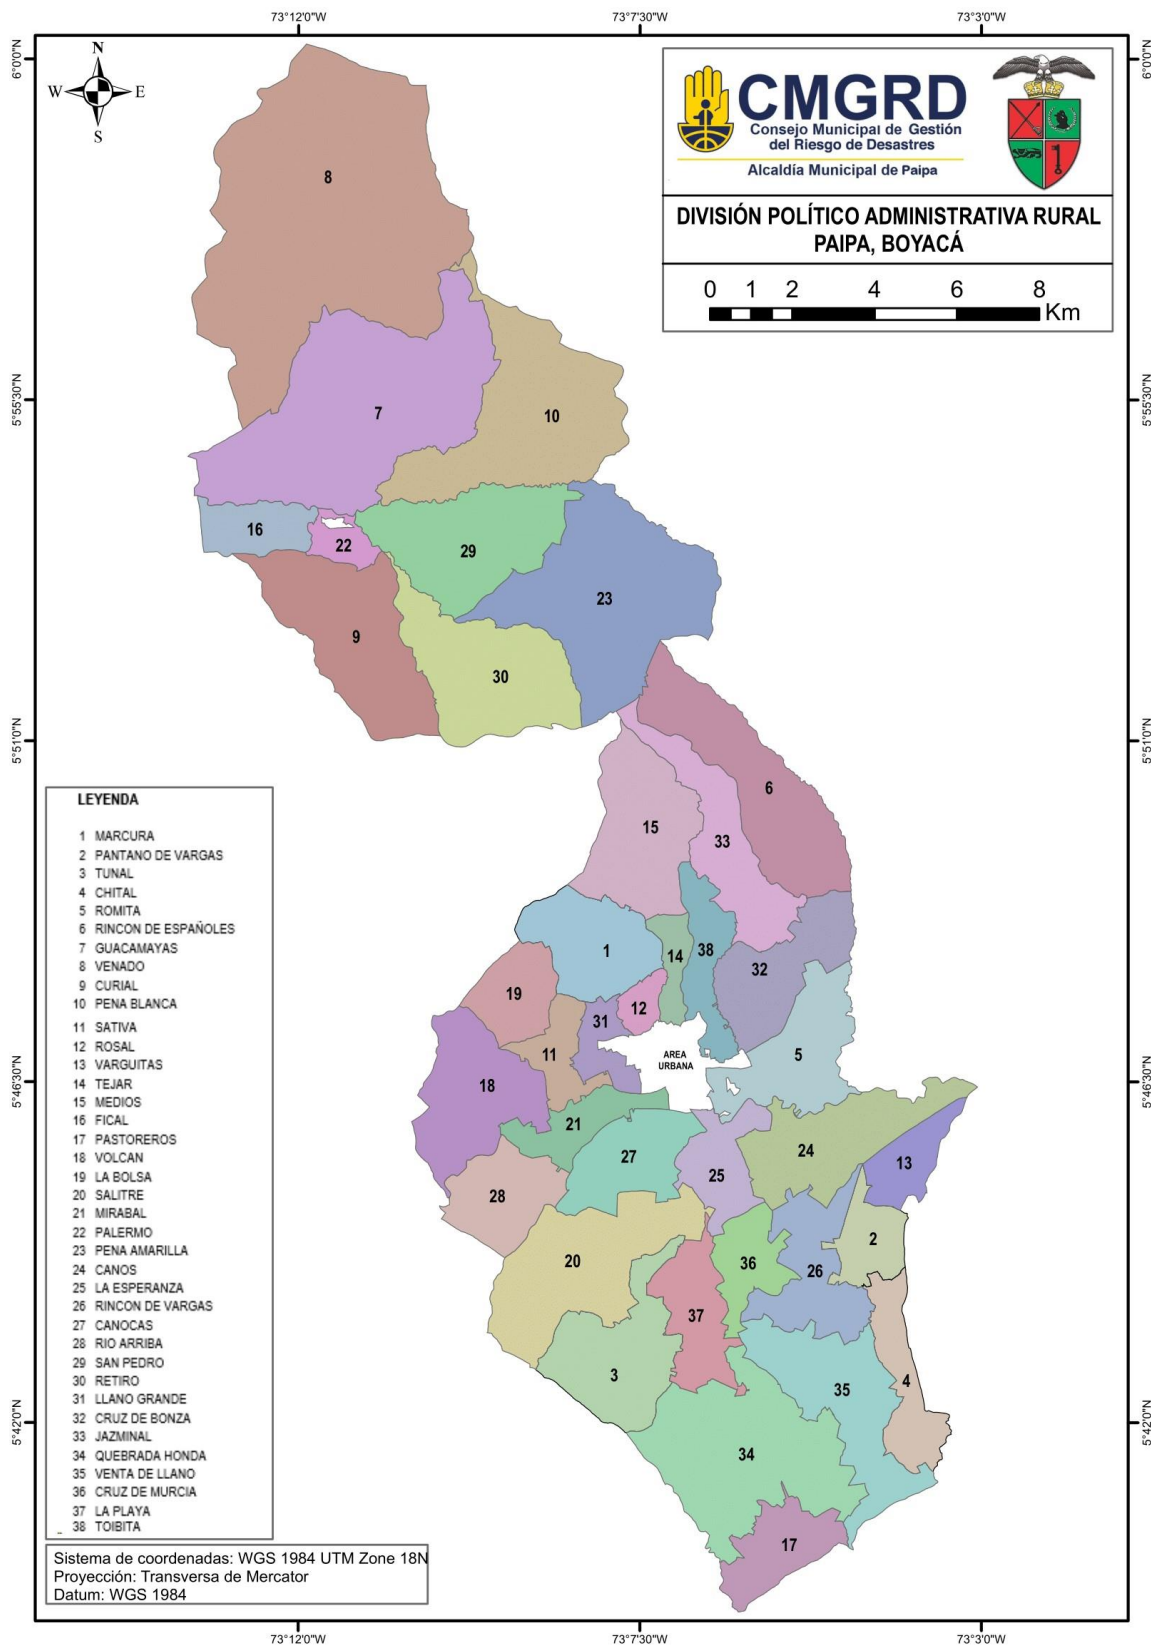 73°12'0"W
73°7'30"W
73°3'0"W
6°0'0"N
6°0'0"N
N
W
E
S
CMGRD
Consejo Municipal de Gestión
del Riesgo de Desastres
Alcaldía Municipal de Paipa
DIVISIÓN POLÍTICO ADMINISTRATIVA RURAL
PAIPA, BOYACÁ
0 1 2 4 6 8
Km
8
5°55'30"N
5°55'30"N
7
10
16
22
29
23
9
30
5°51'0"N
5°51'0"N
6
15
33
1
14
38
32
19
12
31
11
AREA
URBANA
5
18
5°46'30"N
5°46'30"N
21
27
24
13
25
28
2
20
36
26
37
3
4
35
5°42'0"N
5°42'0"N
34
17
LEYENDA
1 MARCURA
2 PANTANO DE VARGAS
3 TUNAL
4 CHITAL
5 ROMITA
6 RINCON DE ESPAÑOLES
7 GUACAMAYAS
8 VENADO
9 CURIAL
10 PENA BLANCA
11 SATIVA
12 ROSAL
13 VARGUITAS
14 TEJAR
15 MEDIOS
16 FICAL
17 PASTOREROS
18 VOLCAN
19 LA BOLSA
20 SALITRE
21 MIRABAL
22 PALERMO
23 PENA AMARILLA
24 CANOS
25 LA ESPERANZA
26 RINCON DE VARGAS
27 CANOCAS
28 RIO ARRIBA
29 SAN PEDRO
30 RETIRO
31 LLANO GRANDE
32 CRUZ DE BONZA
33 JAZMINAL
34 QUEBRADA HONDA
35 VENTA DE LLANO
36 CRUZ DE MURCIA
37 LA PLAYA
38 TOIBITA
Sistema de coordenadas: WGS 1984 UTM Zone 18N
Proyección: Transversa de Mercator
Datum: WGS 1984
73°12'0"W
73°7'30"W
73°3'0"W